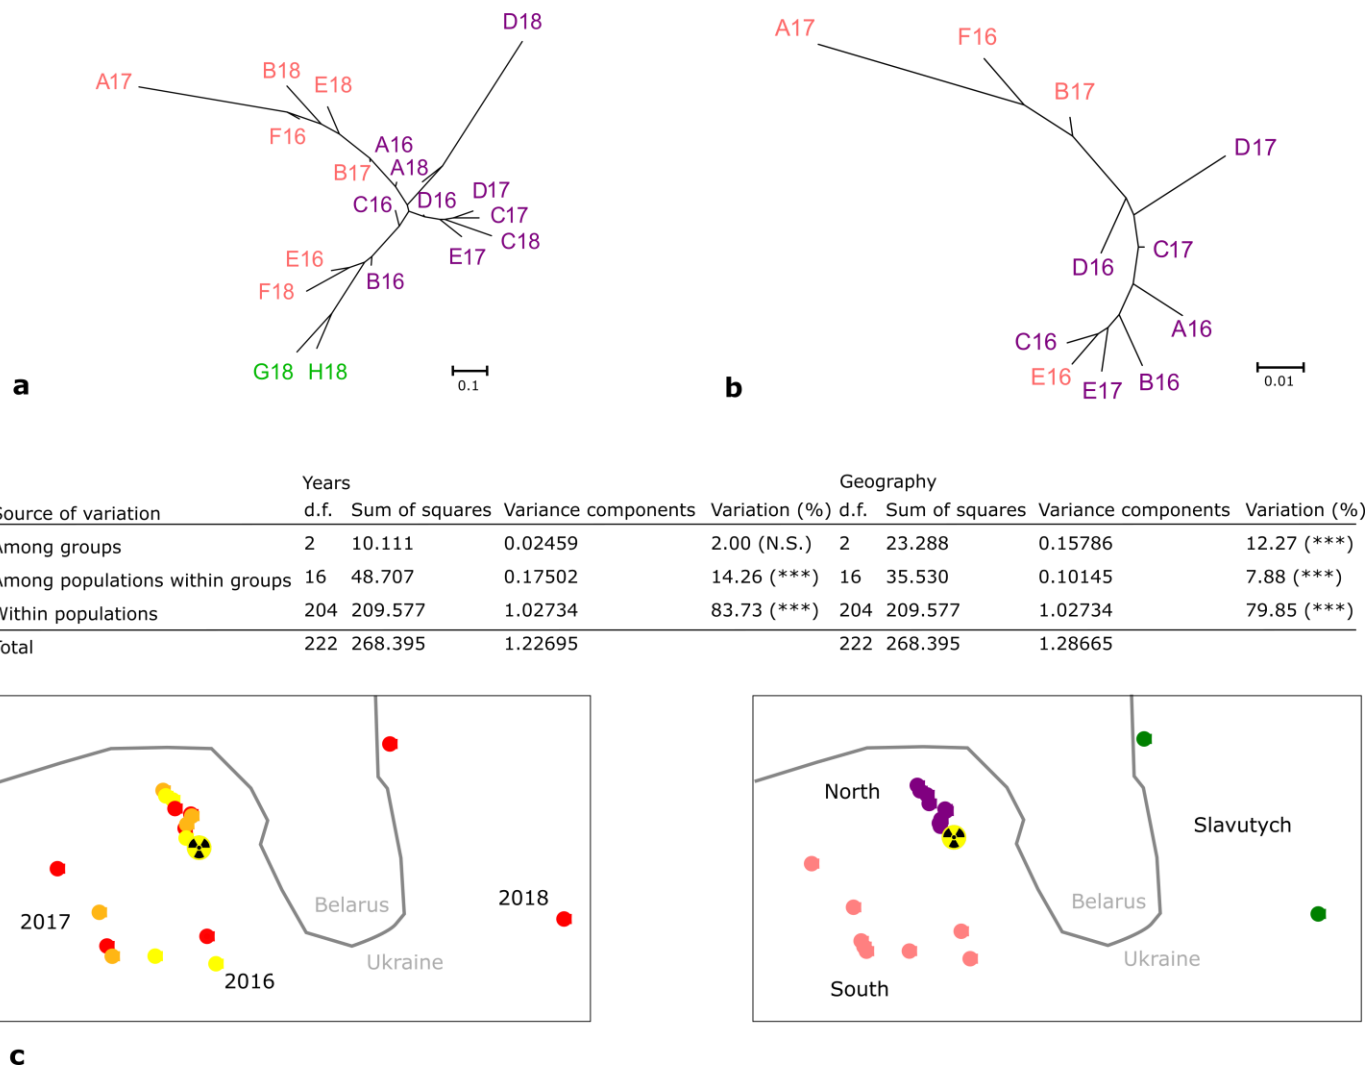 D18
A17
B18
E18
F16
A16
B17
A18
C16
D16
D17
C17
C18
E17
E16
B16
F18
G18 H18
0.1
a
A17
F16
B17
D17
C17
D16
A16
C16
E16
E17
B16
0.01
b
Years Geography
Source of variation d.f. Sum of squares Variance components Variation (%) d.f. Sum of squares Variance components Variation (%)
Among groups 2 10.111 0.02459 2.00 (N.S.) 2 23.288 0.15786 12.27 (***)
Among populations within groups 16 48.707 0.17502 14.26 (***) 16 35.530 0.10145 7.88 (***)
Within populations 204 209.577 1.02734 83.73 (***) 204 209.577 1.02734 79.85 (***)
Total 222 268.395 1.22695 222 268.395 1.28665
2017
2018
Belarus
Ukraine
2016
North
Slavutych
Belarus
Ukraine
South
c